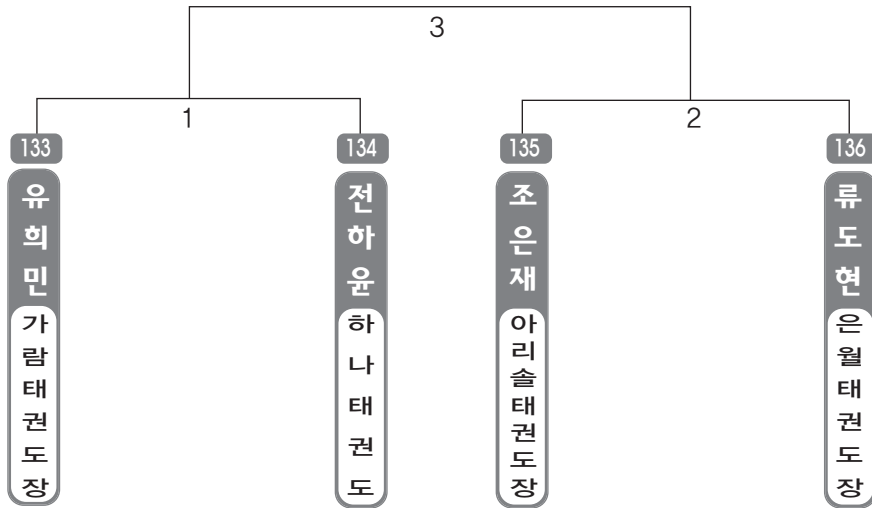 3
1
2
133
134
135
136
유희민
전하윤
조은재
류도현
가람태권도장
하나태권도
아리솔태권도장
은월태권도장